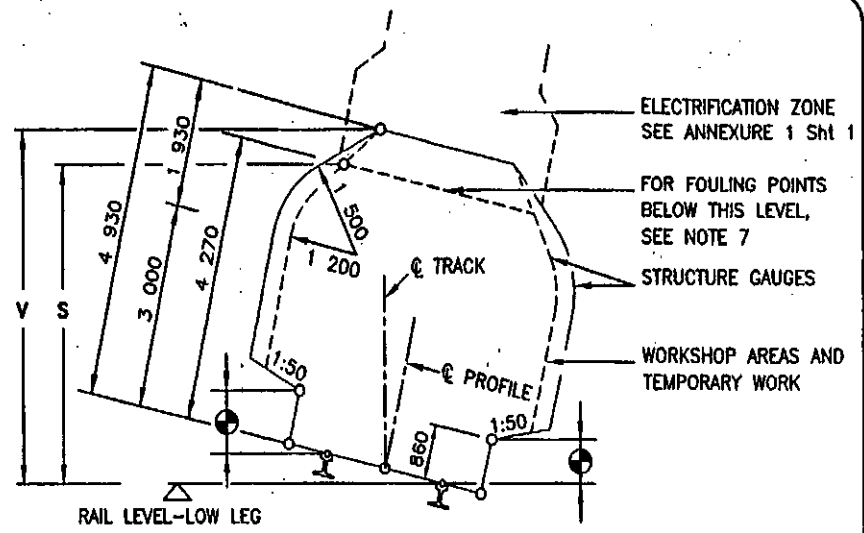 ELECTRIFICATION ZONE
SEE ANNEXURE 1 Sht 1
FOR FOULING POINTS
BELOW THIS LEVEL,
SEE NOTE 7
STRUCTURE GAUGES
WORKSHOP AREAS AND
TEMPORARY WORK
V
S
4 930
1 930
3 000
4 270
1 500
1 200
℄ TRACK
℄ PROFILE
1:50
1:50
860
RAIL LEVEL-LOW LEG